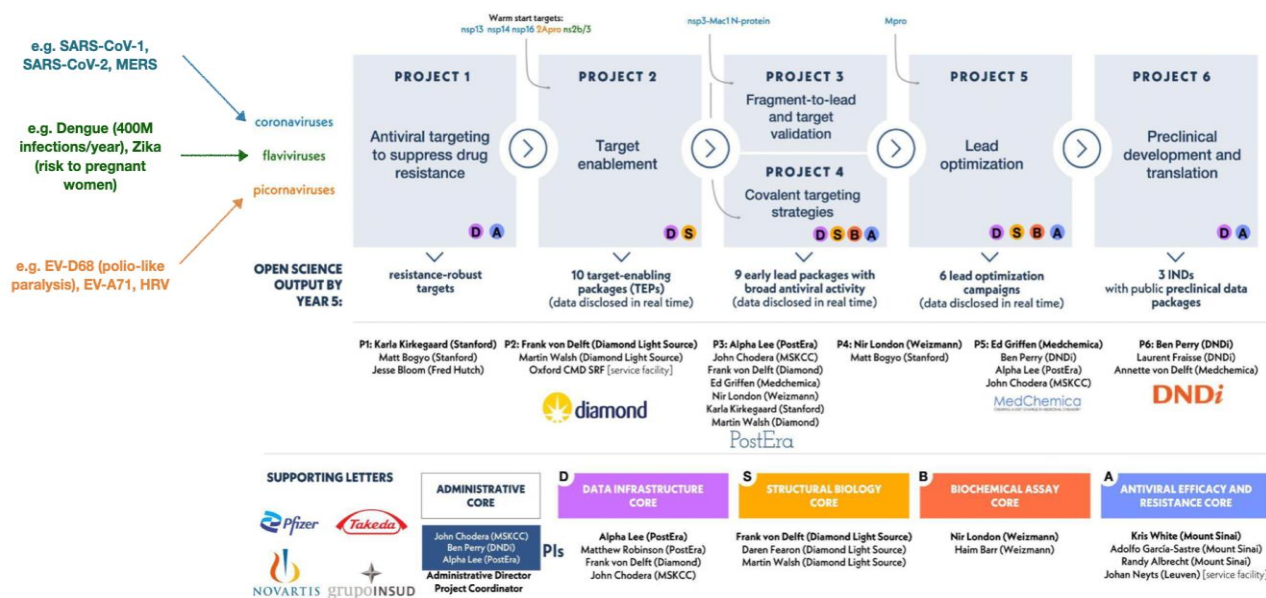 Warm start targets:
nsp13 nsp14 nsp16 2Apro ns2b/3
nsp3-Mac1 N-protein
Mpro
e.g. SARS-CoV-1,
SARS-CoV-2, MERS
e.g. Dengue (400M
infections/year), Zika
(risk to pregnant
women)
e.g. EV-D68 (polio-like
paralysis), EV-A71, HRV
coronaviruses
flaviviruses
picornaviruses
PROJECT 1
Antiviral targeting
to suppress drug
resistance
D A
PROJECT 2
Target
enablement
D S
PROJECT 3
Fragment-to-lead
and target
validation
PROJECT 4
Covalent targeting
strategies
D S B A
PROJECT 5
Lead
optimization
D S B A
PROJECT 6
Preclinical
development and
translation
D A
OPEN SCIENCE
OUTPUT BY
YEAR 5:
resistance-robust
targets
10 target-enabling
packages (TEPs)
(data disclosed in real time)
9 early lead packages with
broad antiviral activity
(data disclosed in real time)
6 lead optimization
campaigns
(data disclosed in real time)
3 INDs
with public preclinical data
packages
P1: Karla Kirkegaard (Stanford)
Matt Bogyo (Stanford)
Jesse Bloom (Fred Hutch)
P2: Frank von Delft (Diamond Light Source)
Martin Walsh (Diamond Light Source)
Oxford CMD SRF [service facility]
diamond
P3: Alpha Lee (PostEra)
John Chodera (MSKCC)
Frank von Delft (Diamond)
Ed Griffen (Medchemica)
Nir London (Weizmann)
Karla Kirkegaard (Stanford)
Martin Walsh (Diamond)
PostEra
P4: Nir London (Weizmann)
Matt Bogyo (Stanford)
P5: Ed Griffen (Medchemica)
Ben Perry (DNDi)
Alpha Lee (PostEra)
John Chodera (MSKCC)
MedChemica
P6: Ben Perry (DNDi)
Laurent Fraisse (DNDi)
Annette von Delft (Medchemica)
DNDi
SUPPORTING LETTERS
Pfizer
Takeda
NOVARTIS
grupoINSUD
ADMINISTRATIVE
CORE
John Chodera (MSKCC)
Ben Perry (DNDi)
Alpha Lee (PostEra)
PIs
Administrative Director
Project Coordinator
D
DATA INFRASTRUCTURE
CORE
Alpha Lee (PostEra)
Matthew Robinson (PostEra)
Frank von Delft (Diamond)
John Chodera (MSKCC)
S
STRUCTURAL BIOLOGY
CORE
Frank von Delft (Diamond Light Source)
Daren Fearon (Diamond Light Source)
Martin Walsh (Diamond Light Source)
B
BIOCHEMICAL ASSAY
CORE
Nir London (Weizmann)
Haim Barr (Weizmann)
A
ANTIVIRAL EFFICACY AND
RESISTANCE CORE
Kris White (Mount Sinai)
Adolfo García-Sastre (Mount Sinai)
Randy Albrecht (Mount Sinai)
Johan Neyts (Leuven) [service facility]